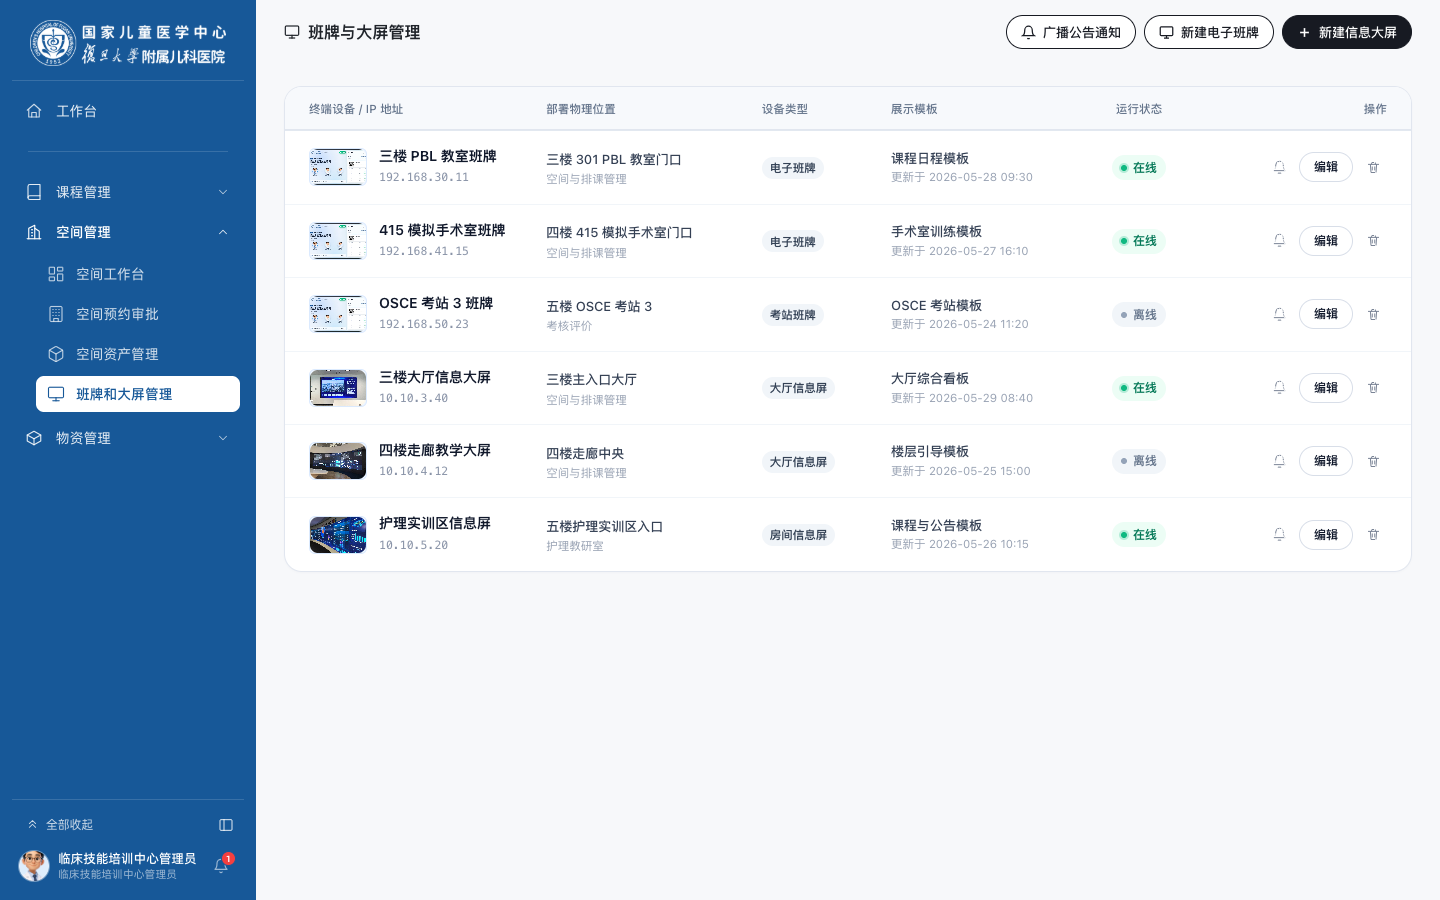 国家儿童医学中心
復旦大学附属儿科医院
1952
工作台
课程管理
空间管理
空间工作台
空间预约审批
空间资产管理
班牌和大屏管理
物资管理
全部收起
临床技能培训中心管理员
临床技能培训中心管理员
1
班牌与大屏管理
广播公告通知
新建电子班牌
新建信息大屏
终端设备 / IP 地址 部署物理位置 设备类型 展示模板 运行状态 操作
三楼 PBL 教室班牌
192.168.30.11
三楼 301 PBL 教室门口
空间与排课管理
电子班牌
课程日程模板
更新于 2026-05-28 09:30
在线
编辑
415 模拟手术室班牌
192.168.41.15
四楼 415 模拟手术室门口
空间与排课管理
电子班牌
手术室训练模板
更新于 2026-05-27 16:10
在线
编辑
OSCE 考站 3 班牌
192.168.50.23
五楼 OSCE 考站 3
考核评价
考站班牌
OSCE 考站模板
更新于 2026-05-24 11:20
离线
编辑
三楼大厅信息大屏
10.10.3.40
三楼主入口大厅
空间与排课管理
大厅信息屏
大厅综合看板
更新于 2026-05-29 08:40
在线
编辑
四楼走廊教学大屏
10.10.4.12
四楼走廊中央
空间与排课管理
大厅信息屏
楼层引导模板
更新于 2026-05-25 15:00
离线
编辑
护理实训区信息屏
10.10.5.20
五楼护理实训区入口
护理教研室
房间信息屏
课程与公告模板
更新于 2026-05-26 10:15
在线
编辑